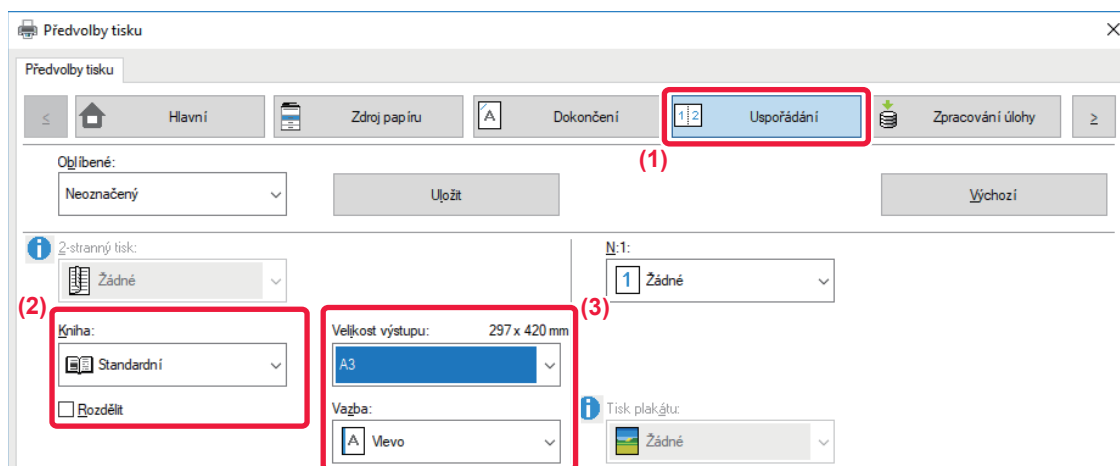 Předvolby tisku
Předvolby tisku
<
Hlavní
Zdroj papíru
A
Dokončení
1 2
Uspořádání
Zpracování úlohy
>
(1)
Oblíbené:
Neoznačený
Uložit
Výchozí
i 2-stranný tisk:
N:1:
Žádné
1 Žádné
(2)
(3)
Kniha:
Velikost výstupu: 297 x 420 mm
Standardní
A3
Rozdělit
Vazba:
i Tisk plakátu:
A Vlevo
Žádné